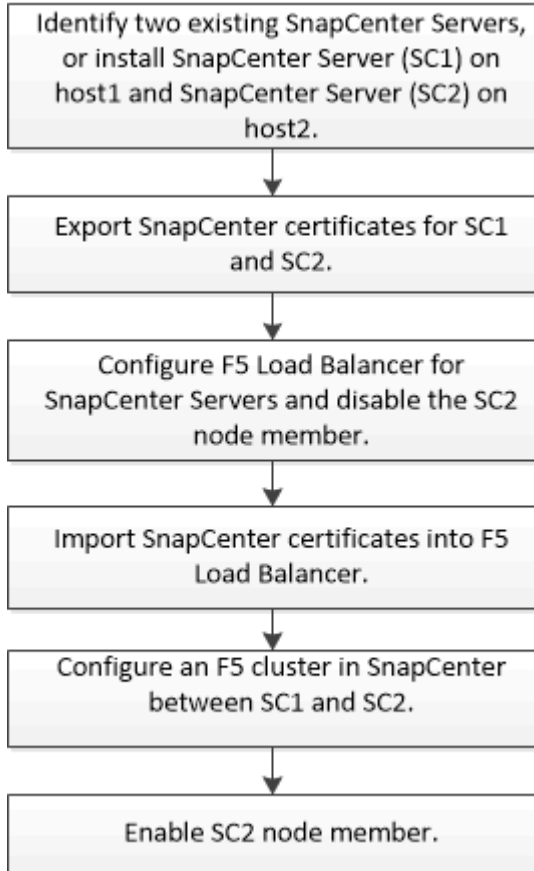 Identify two existing SnapCenter Servers,
or install SnapCenter Server (SC1) on
host1 and SnapCenter Server (SC2) on
host2.
Export SnapCenter certificates for SC1
and SC2.
Configure F5 Load Balancer for
SnapCenter Servers and disable the SC2
node member.
Import SnapCenter certificates into F5
Load Balancer.
Configure an F5 cluster in SnapCenter
between SC1 and SC2.
Enable SC2 node member.